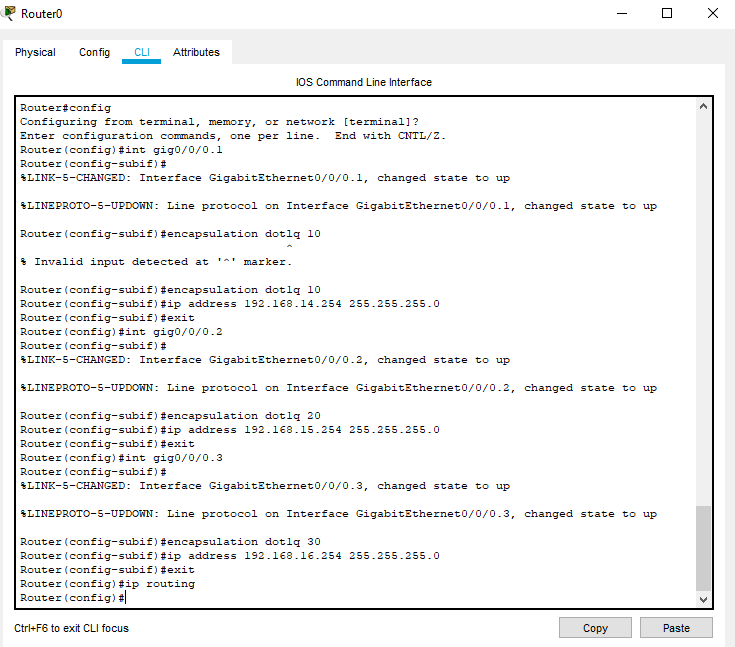 Router0
Physical Config CLI Attributes
IOS Command Line Interface
Router#config
Configuring from terminal, memory, or network [terminal]?
Enter configuration commands, one per line.  End with CNTL/Z.
Router(config)#int gig0/0/0.1
Router(config-subif)#
%LINK-5-CHANGED: Interface GigabitEthernet0/0/0.1, changed state to up
%LINEPROTO-5-UPDOWN: Line protocol on Interface GigabitEthernet0/0/0.1, changed state to up
Router(config-subif)#encapsulation dotlq 10
^
% Invalid input detected at '^' marker.
Router(config-subif)#encapsulation dot1q 10
Router(config-subif)#ip address 192.168.14.254 255.255.255.0
Router(config-subif)#exit
Router(config)#int gig0/0/0.2
Router(config-subif)#
%LINK-5-CHANGED: Interface GigabitEthernet0/0/0.2, changed state to up
%LINEPROTO-5-UPDOWN: Line protocol on Interface GigabitEthernet0/0/0.2, changed state to up
Router(config-subif)#encapsulation dot1q 20
Router(config-subif)#ip address 192.168.15.254 255.255.255.0
Router(config-subif)#exit
Router(config)#int gig0/0/0.3
Router(config-subif)#
%LINK-5-CHANGED: Interface GigabitEthernet0/0/0.3, changed state to up
%LINEPROTO-5-UPDOWN: Line protocol on Interface GigabitEthernet0/0/0.3, changed state to up
Router(config-subif)#encapsulation dot1q 30
Router(config-subif)#ip address 192.168.16.254 255.255.255.0
Router(config-subif)#exit
Router(config)#ip routing
Router(config)#
Ctrl+F6 to exit CLI focus
Copy Paste